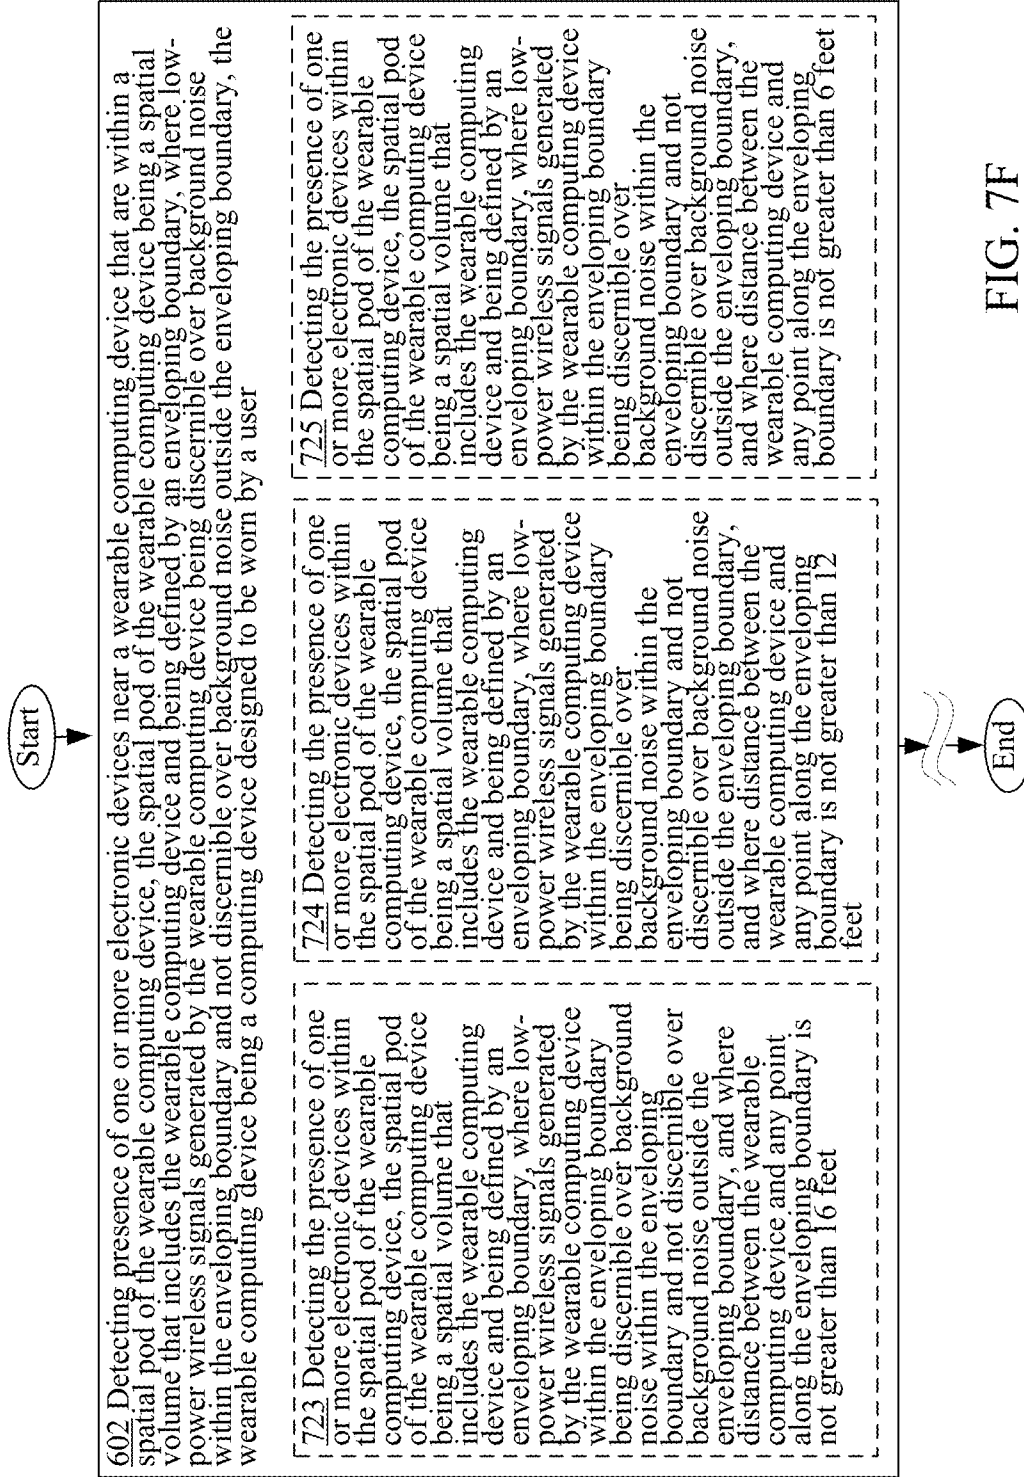 Start
602 Detecting presence of one or more electronic devices near a wearable computing device that are within a
spatial pod of the wearable computing device, the spatial pod of the wearable computing device being a spatial
volume that includes the wearable computing device and being defined by an enveloping boundary, where low-
power wireless signals generated by the wearable computing device being discernible over background noise
within the enveloping boundary and not discernible over background noise outside the enveloping boundary, the
wearable computing device being a computing device designed to be worn by a user
723 Detecting the presence of one
or more electronic devices within
the spatial pod of the wearable
computing device, the spatial pod
of the wearable computing device
being a spatial volume that
includes the wearable computing
device and being defined by an
enveloping boundary, where low-
power wireless signals generated
by the wearable computing device
within the enveloping boundary
being discernible over background
noise within the enveloping
boundary and not discernible over
background noise outside the
enveloping boundary, and where
distance between the wearable
computing device and any point
along the enveloping boundary is
not greater than 16 feet
724 Detecting the presence of one
or more electronic devices within
the spatial pod of the wearable
computing device, the spatial pod
of the wearable computing device
being a spatial volume that
includes the wearable computing
device and being defined by an
enveloping boundary, where low-
power wireless signals generated
by the wearable computing device
within the enveloping boundary
being discernible over
background noise within the
enveloping boundary and not
discernible over background noise
outside the enveloping boundary,
and where distance between the
wearable computing device and
any point along the enveloping
boundary is not greater than 12
feet
725 Detecting the presence of one
or more electronic devices within
the spatial pod of the wearable
computing device, the spatial pod
of the wearable computing device
being a spatial volume that
includes the wearable computing
device and being defined by an
enveloping boundary, where low-
power wireless signals generated
by the wearable computing device
within the enveloping boundary
being discernible over
background noise within the
enveloping boundary and not
discernible over background noise
outside the enveloping boundary,
and where distance between the
wearable computing device and
any point along the enveloping
boundary is not greater than 6 feet
End
FIG. 7F